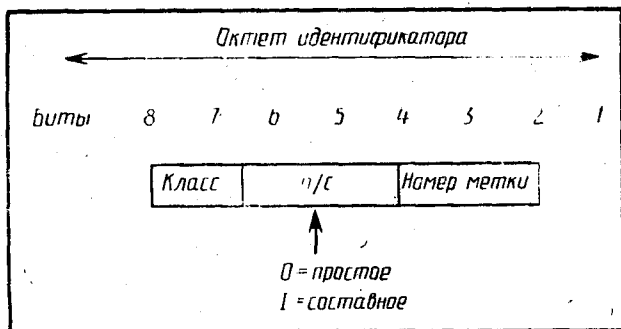 Октет идентификатора
Биты 8 7 6 5 4 3 2 1
Класс п/с Номер метки
0 = простое
1 = составное